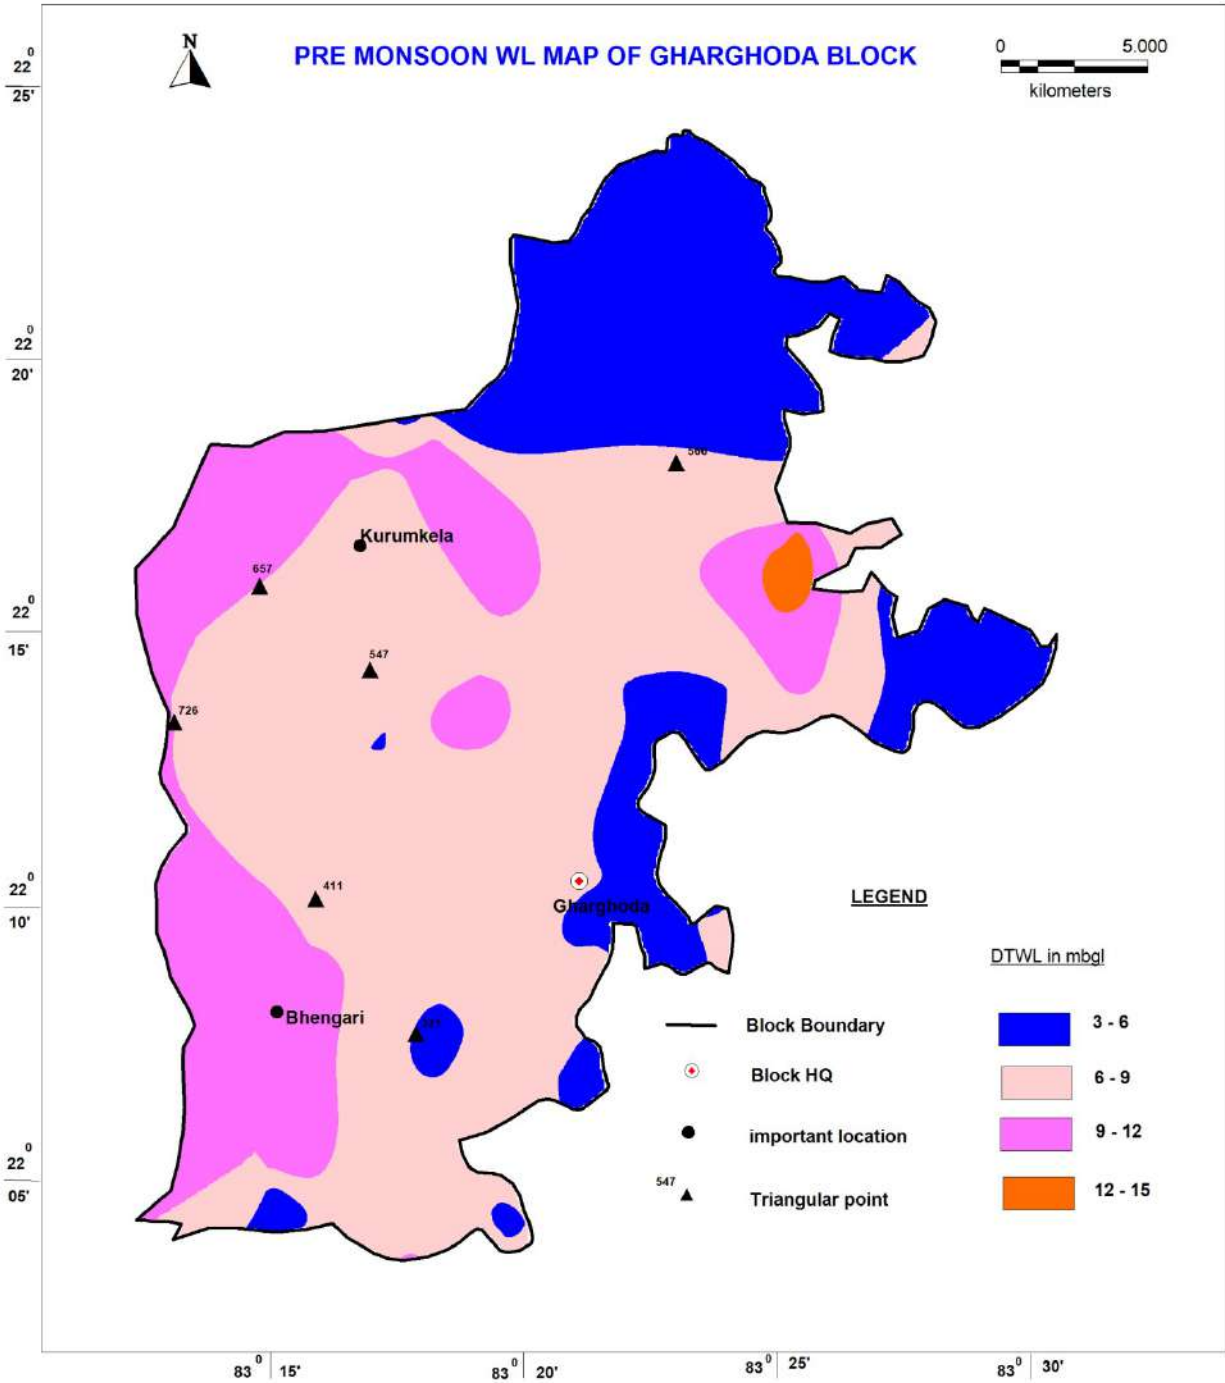 N
PRE MONSOON WL MAP OF GHARGHODA BLOCK
0 5.000
kilometers
22⁰
25'
22⁰
20'
566
Kurumkela
657
22⁰
15'
547
726
411
22⁰
10'
Gharghoda
LEGEND
DTWL in mbgl
Bhengari
Block Boundary
3 - 6
Block HQ
6 - 9
important location
9 - 12
22⁰
05'
547
Triangular point
12 - 15
83⁰ 15'
83⁰ 20'
83⁰ 25'
83⁰ 30'